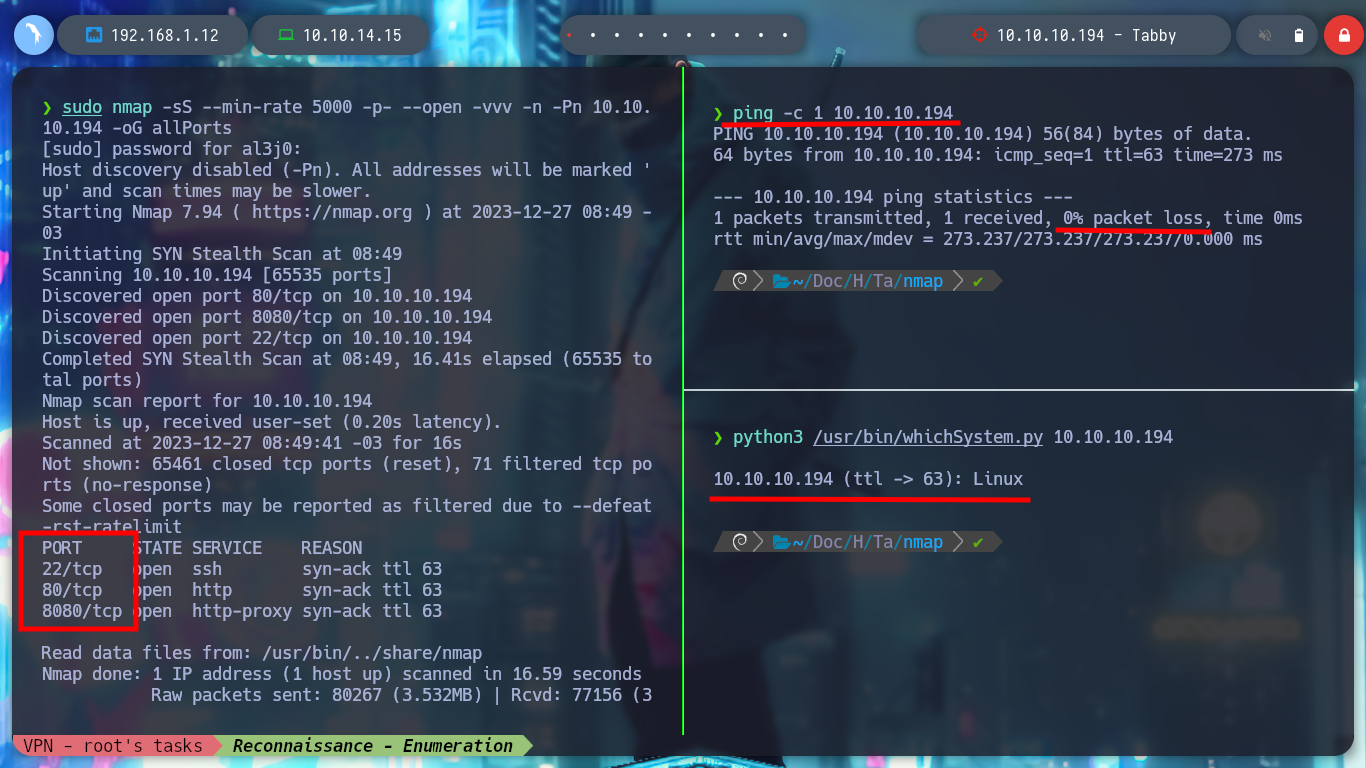 192.168.1.12
10.10.14.15
10.10.10.194 - Tabby
❯ sudo nmap -sS --min-rate 5000 -p- --open -vvv -n -Pn 10.10.
10.194 -oG allPorts
[sudo] password for al3j0:
Host discovery disabled (-Pn). All addresses will be marked '
up' and scan times may be slower.
Starting Nmap 7.94 ( https://nmap.org ) at 2023-12-27 08:49 -
03
Initiating SYN Stealth Scan at 08:49
Scanning 10.10.10.194 [65535 ports]
Discovered open port 80/tcp on 10.10.10.194
Discovered open port 8080/tcp on 10.10.10.194
Discovered open port 22/tcp on 10.10.10.194
Completed SYN Stealth Scan at 08:49, 16.41s elapsed (65535 to
tal ports)
Nmap scan report for 10.10.10.194
Host is up, received user-set (0.20s latency).
Scanned at 2023-12-27 08:49:41 -03 for 16s
Not shown: 65461 closed tcp ports (reset), 71 filtered tcp po
rts (no-response)
Some closed ports may be reported as filtered due to --defeat
-rst-ratelimit
PORT STATE SERVICE REASON
22/tcp open ssh syn-ack ttl 63
80/tcp open http syn-ack ttl 63
8080/tcp open http-proxy syn-ack ttl 63
Read data files from: /usr/bin/../share/nmap
Nmap done: 1 IP address (1 host up) scanned in 16.59 seconds
Raw packets sent: 80267 (3.532MB) | Rcvd: 77156 (3
❯ ping -c 1 10.10.10.194
PING 10.10.10.194 (10.10.10.194) 56(84) bytes of data.
64 bytes from 10.10.10.194: icmp_seq=1 ttl=63 time=273 ms
--- 10.10.10.194 ping statistics ---
1 packets transmitted, 1 received, 0% packet loss, time 0ms
rtt min/avg/max/mdev = 273.237/273.237/273.237/0.000 ms
~/Doc/H/Ta/nmap ✔
❯ python3 /usr/bin/whichSystem.py 10.10.10.194
10.10.10.194 (ttl -> 63): Linux
~/Doc/H/Ta/nmap ✔
VPN - root's tasks Reconnaissance - Enumeration